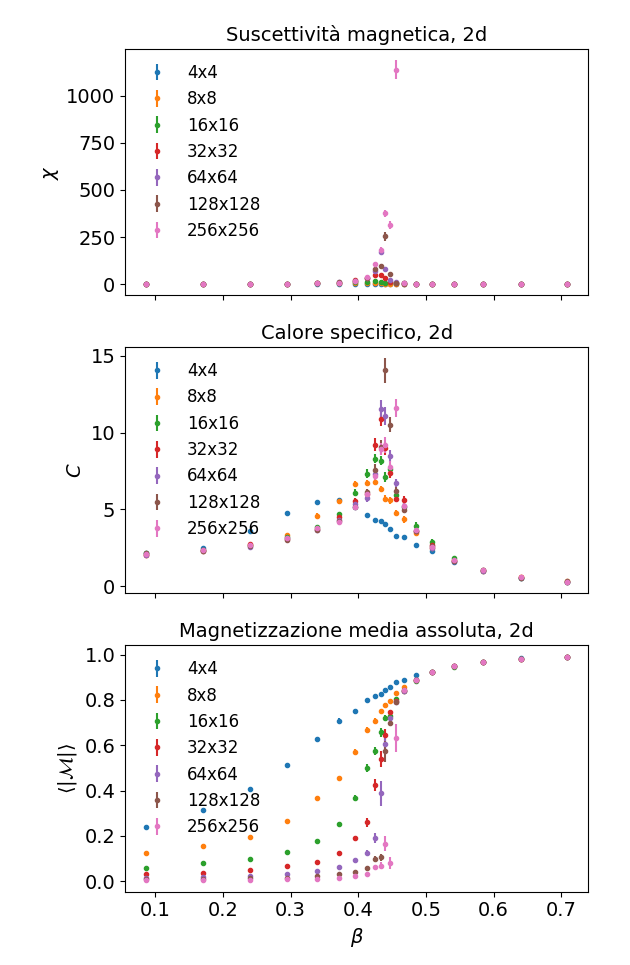 Suscettività magnetica, 2d
1000
750
500
250
0
χ
4x4
8x8
16x16
32x32
64x64
128x128
256x256
Calore specifico, 2d
15
10
5
0
C
4x4
8x8
16x16
32x32
64x64
128x128
256x256
Magnetizzazione media assoluta, 2d
1.0
0.8
0.6
0.4
0.2
0.0
⟨|ℳ|⟩
4x4
8x8
16x16
32x32
64x64
128x128
256x256
0.1 0.2 0.3 0.4 0.5 0.6 0.7
β